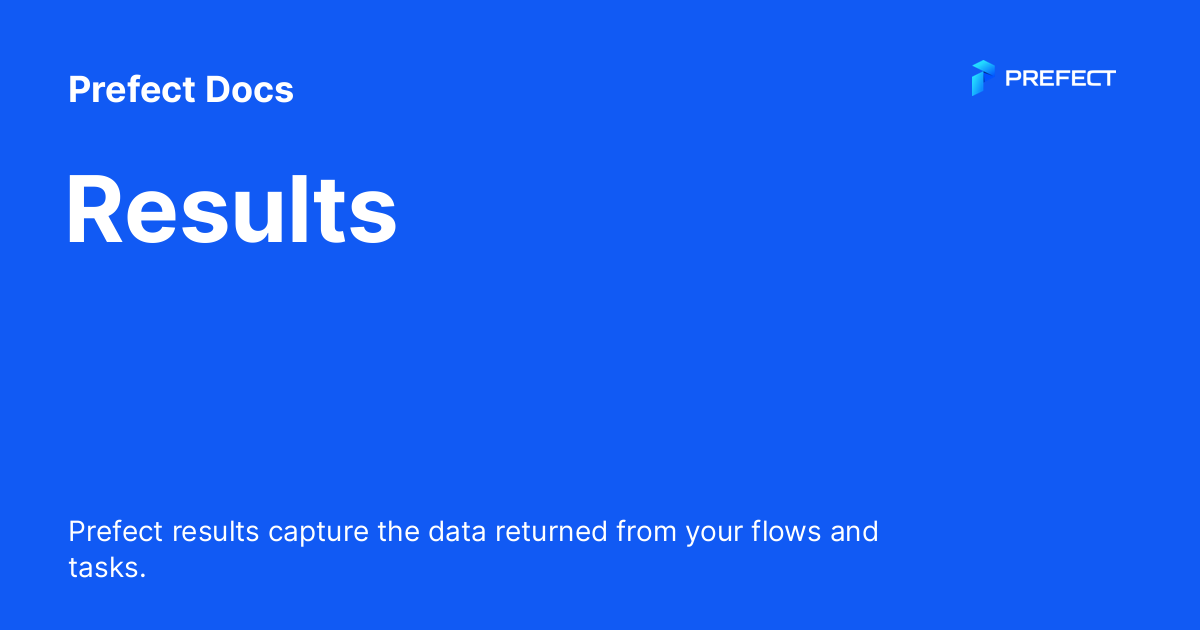 Prefect Docs
PREFECT
Results
Prefect results capture the data returned from your flows and
tasks.